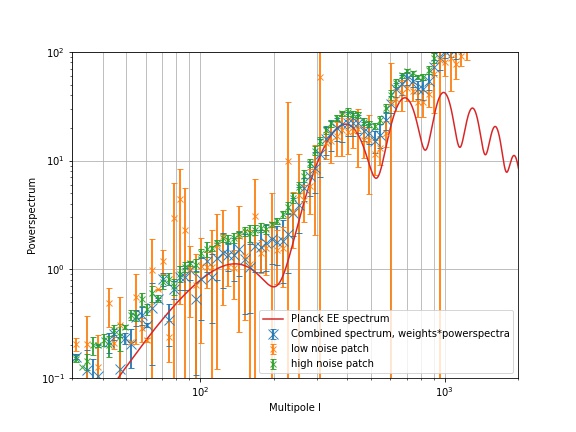 10²
10¹
10⁰
10⁻¹
Powerspectrum
Planck EE spectrum
Combined spectrum, weights*powerspectra
low noise patch
high noise patch
10²
10³
Multipole l